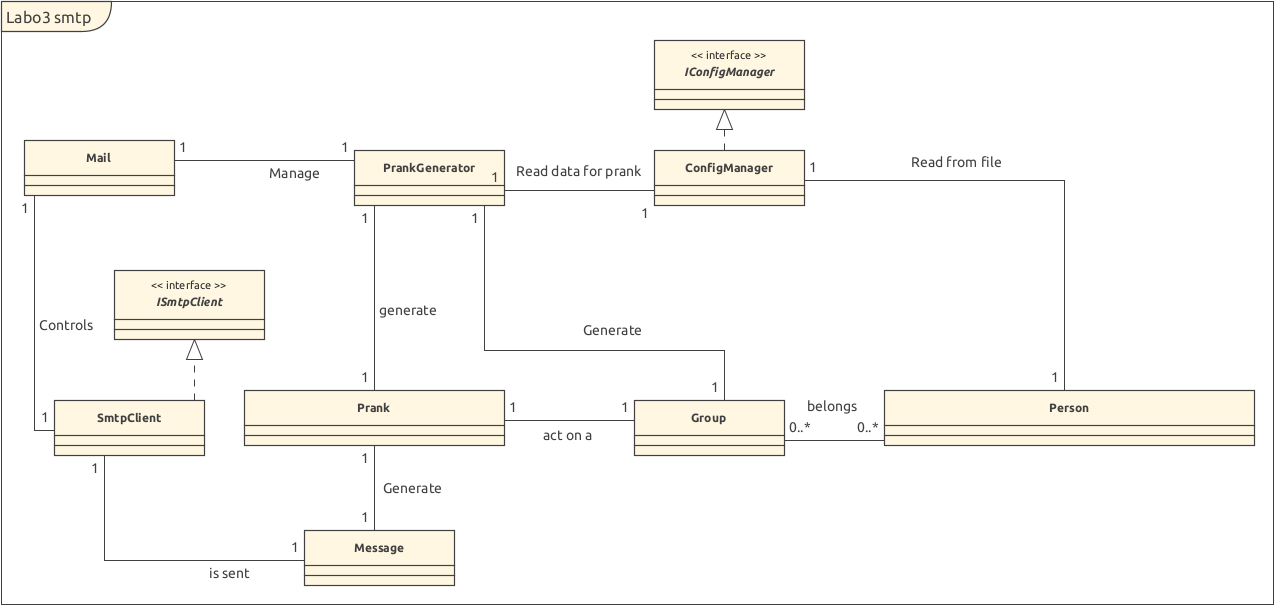 Labo3 smtp
<< interface >>
IConfigManager
Mail
1
1
Manage
PrankGenerator
1
Read data for prank
1
ConfigManager
1
Read from file
1
1
1
<< interface >>
ISmtpClient
Controls
generate
Generate
1
1
1
1
SmtpClient
Prank
1
1
act on a
Group
belongs
0..*
0..*
Person
1
1
Generate
1
1
Message
is sent